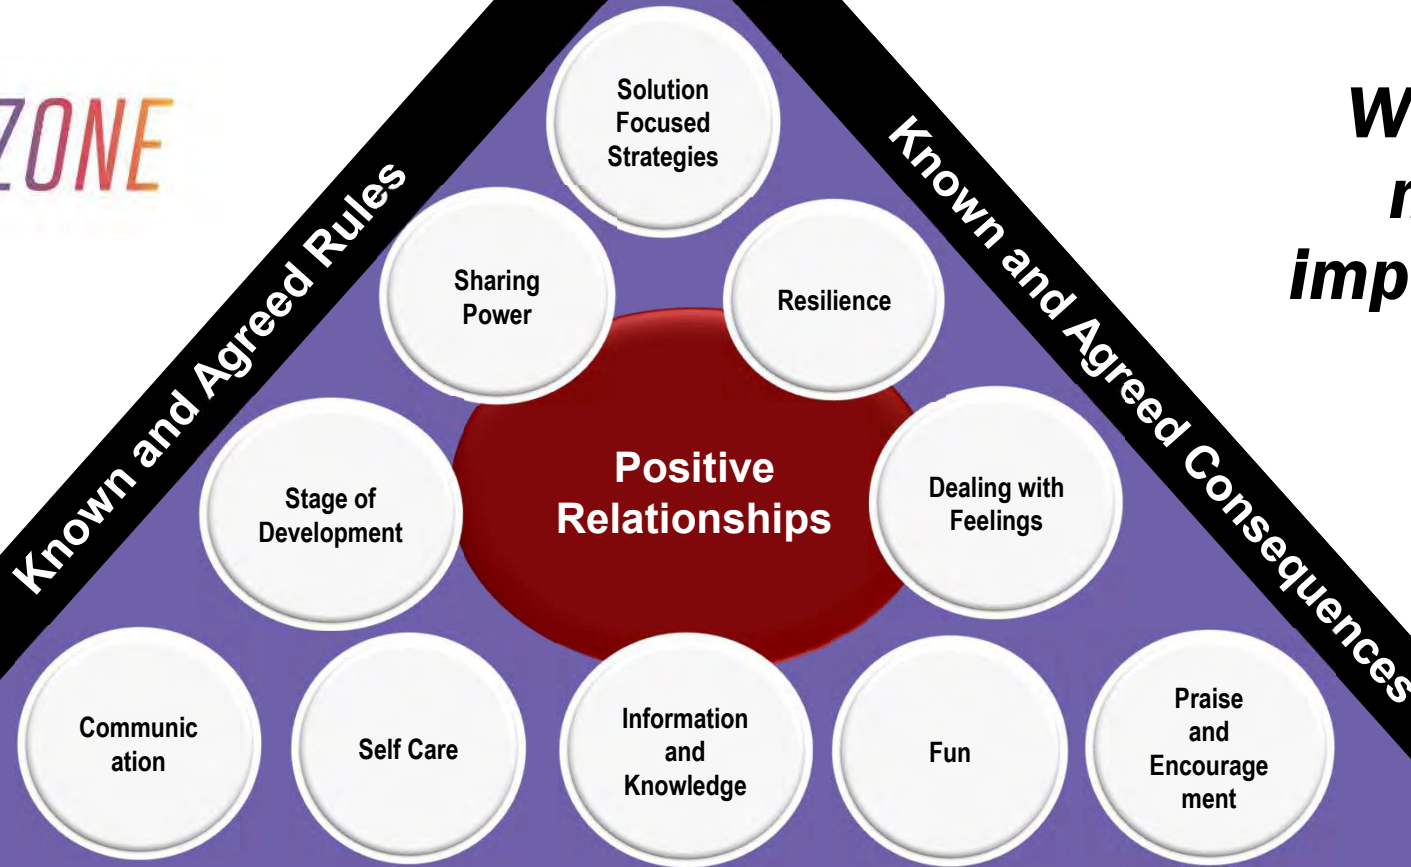 ZONE
Solution
Focused
Strategies
Known and Agreed Rules
Known and Agreed Consequences
Sharing
Power
Resilience
Positive
Relationships
Stage of
Development
Dealing with
Feelings
Communic
ation
Self Care
Information
and
Knowledge
Fun
Praise
and
Encourage
ment